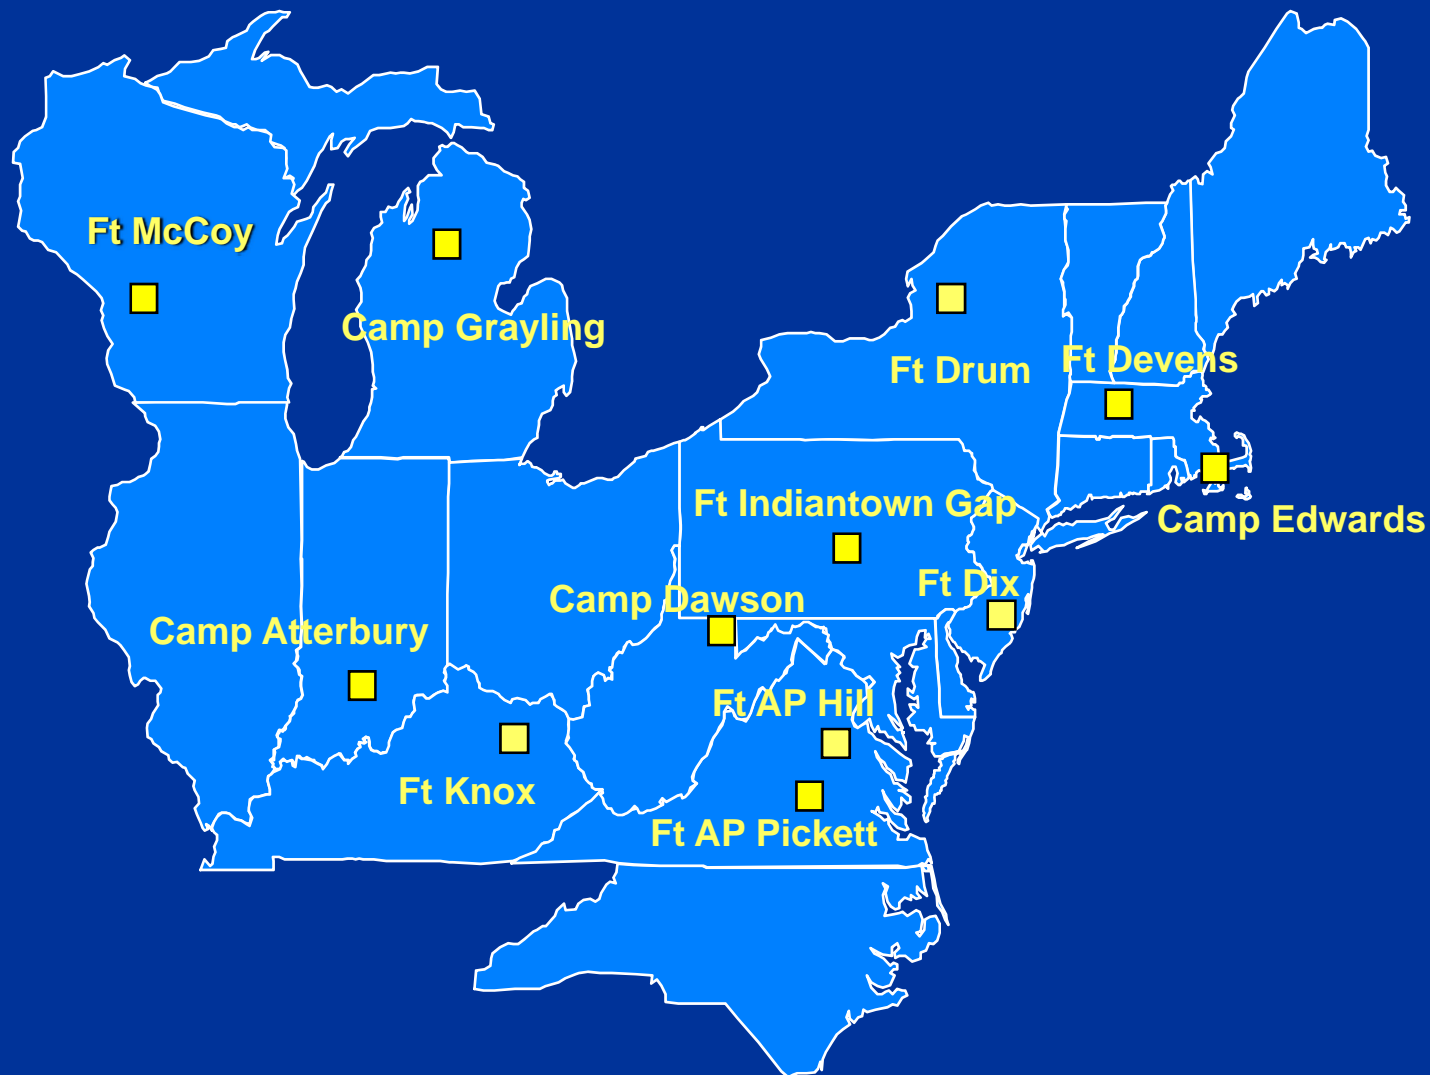 Ft McCoy
Camp Grayling
Ft Drum
Ft Devens
Ft Indiantown Gap
Camp Edwards
Ft Dix
Camp Dawson
Camp Atterbury
Ft AP Hill
Ft Knox
Ft AP Pickett